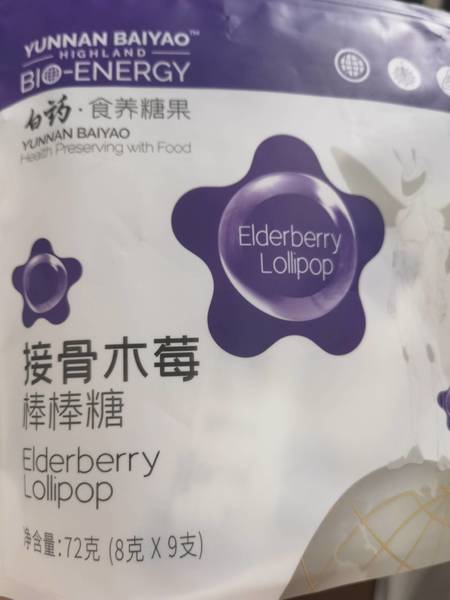 YUNNAN BAIYAO™
HIGHLAND
BIO-ENERGY
白药·食养糖果
YUNNAN BAIYAO
Health Preserving with Food
Elderberry
Lollipop
接骨木莓
棒棒糖
Elderberry
Lollipop
净含量:72克 (8克X9支)